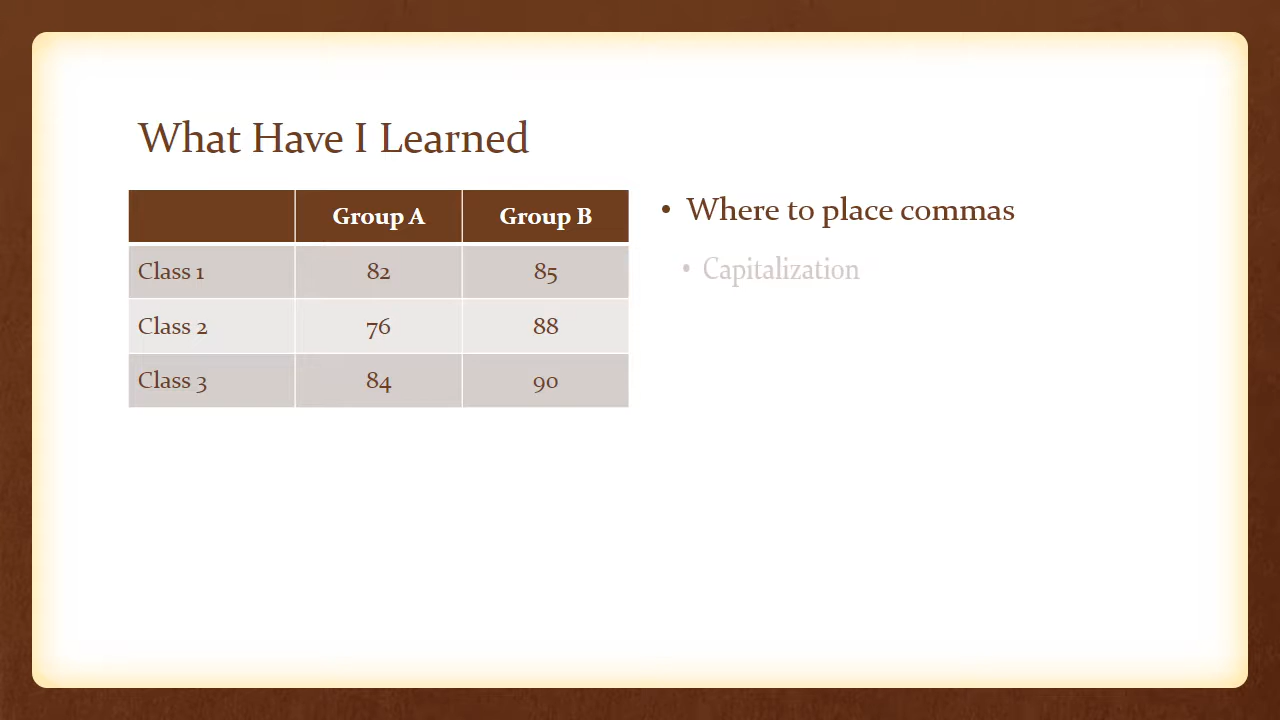 What Have I Learned
Group A Group B
Class 1 82 85
Class 2 76 88
Class 3 84 90
• Where to place commas
• Capitalization